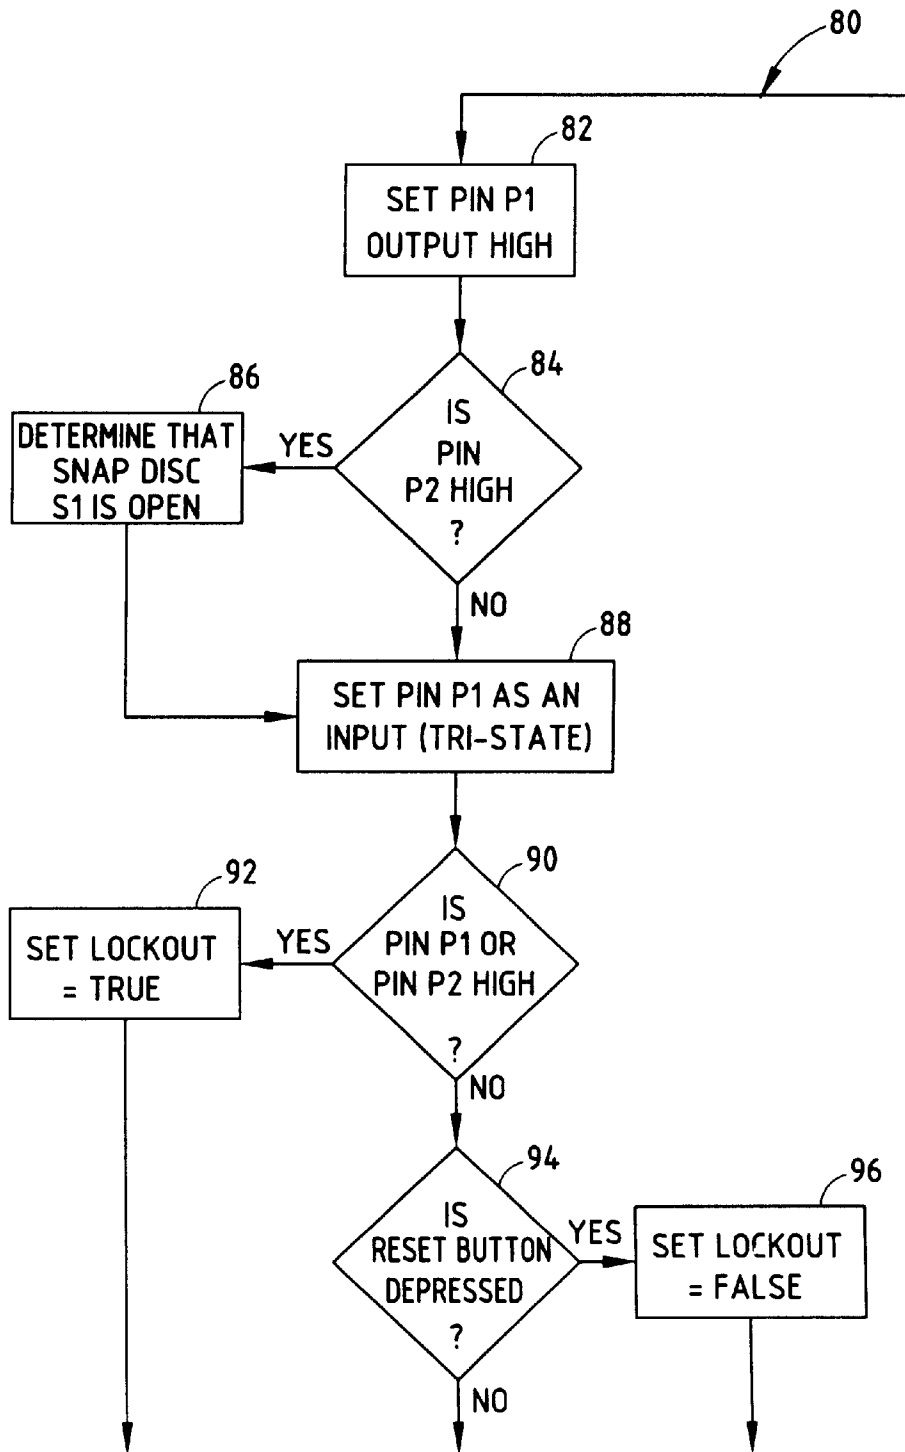 80
82
SET PIN P1
OUTPUT HIGH
84
IS
PIN
P2 HIGH
?
86
YES
DETERMINE THAT
SNAP DISC
S1 IS OPEN
NO
88
SET PIN P1 AS AN
INPUT (TRI-STATE)
90
IS
PIN P1 OR
PIN P2 HIGH
?
92
YES
SET LOCKOUT
= TRUE
NO
94
IS
RESET BUTTON
DEPRESSED
?
96
YES
SET LOCKOUT
= FALSE
NO